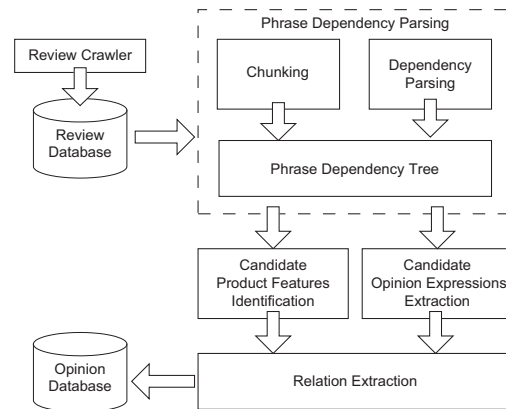 Phrase Dependency Parsing
Review Crawler
Chunking
Dependency
Parsing
Review
Database
Phrase Dependency Tree
Candidate
Product Features
Identification
Candidate
Opinion Expressions
Extraction
Opinion
Database
Relation Extraction